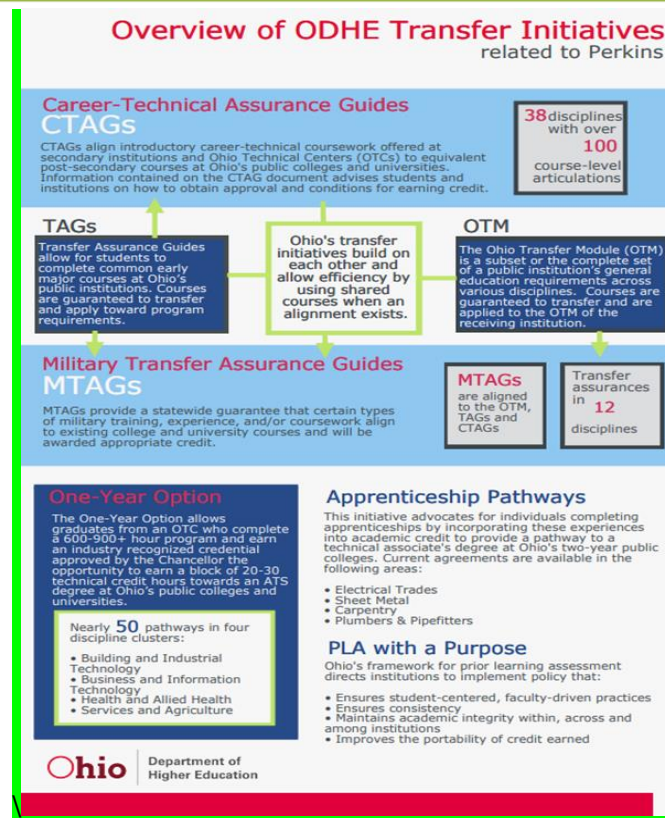 Overview of ODHE Transfer Initiatives
related to Perkins
Career-Technical Assurance Guides
CTAGs
CTAGs align introductory career-technical coursework offered at
secondary institutions and Ohio Technical Centers (OTCs) to equivalent
post-secondary courses at Ohio's public colleges and universities.
Information contained on the CTAG document advises students and
institutions on how to obtain approval and conditions for earning credit.
38 disciplines
with over
100
course-level
articulations
TAGs
Transfer Assurance Guides
allow for students to
complete common early
major courses at Ohio's
public institutions. Courses
are guaranteed to transfer
and apply toward program
requirements.
Ohio's transfer
initiatives build on
each other and
allow efficiency by
using shared
courses when an
alignment exists.
OTM
The Ohio Transfer Module (OTM)
is a subset or the complete set
of a public institution's general
education requirements across
various disciplines. Courses are
guaranteed to transfer and are
applied to the OTM of the
receiving institution.
Military Transfer Assurance Guides
MTAGs
MTAGs provide a statewide guarantee that certain types
of military training, experience, and/or coursework align
to existing college and university courses and will be
awarded appropriate credit.
MTAGs
are aligned
to the OTM,
TAGs and
CTAGs
Transfer
assurances
in 12
disciplines
One-Year Option
The One-Year Option allows
graduates from an OTC who complete
a 600-900+ hour program and earn
an industry recognized credential
approved by the Chancellor the
opportunity to earn a block of 20-30
technical credit hours towards an ATS
degree at Ohio's public colleges and
universities.
Nearly 50 pathways in four
discipline clusters:
• Building and Industrial
Technology
• Business and Information
Technology
• Health and Allied Health
• Services and Agriculture
Apprenticeship Pathways
This initiative advocates for individuals completing
apprenticeships by incorporating these experiences
into academic credit to provide a pathway to a
technical associate's degree at Ohio's two-year public
colleges. Current agreements are available in the
following areas:
• Electrical Trades
• Sheet Metal
• Carpentry
• Plumbers & Pipefitters
PLA with a Purpose
Ohio's framework for prior learning assessment
directs institutions to implement policy that:
• Ensures student-centered, faculty-driven practices
• Ensures consistency
• Maintains academic integrity within, across and
among institutions
• Improves the portability of credit earned
Ohio
Department of
Higher Education
\